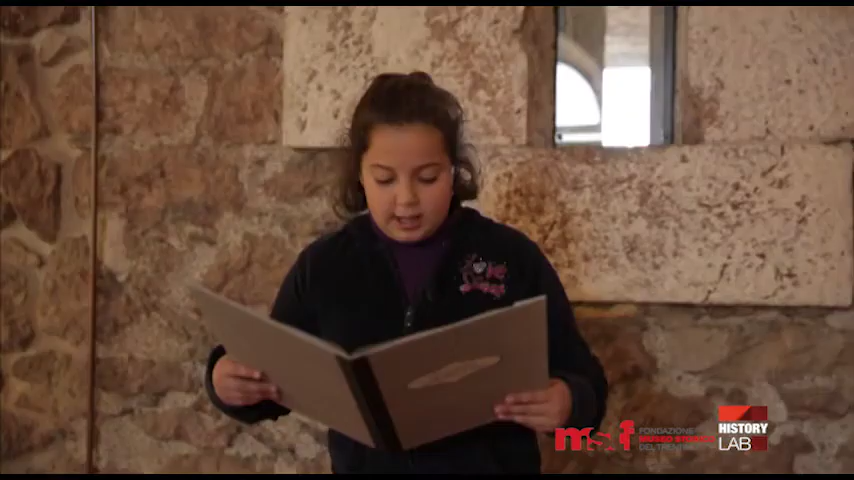 FONDAZIONE
MUSEO STORICO
DEL TRENTINO
HISTORY
LAB